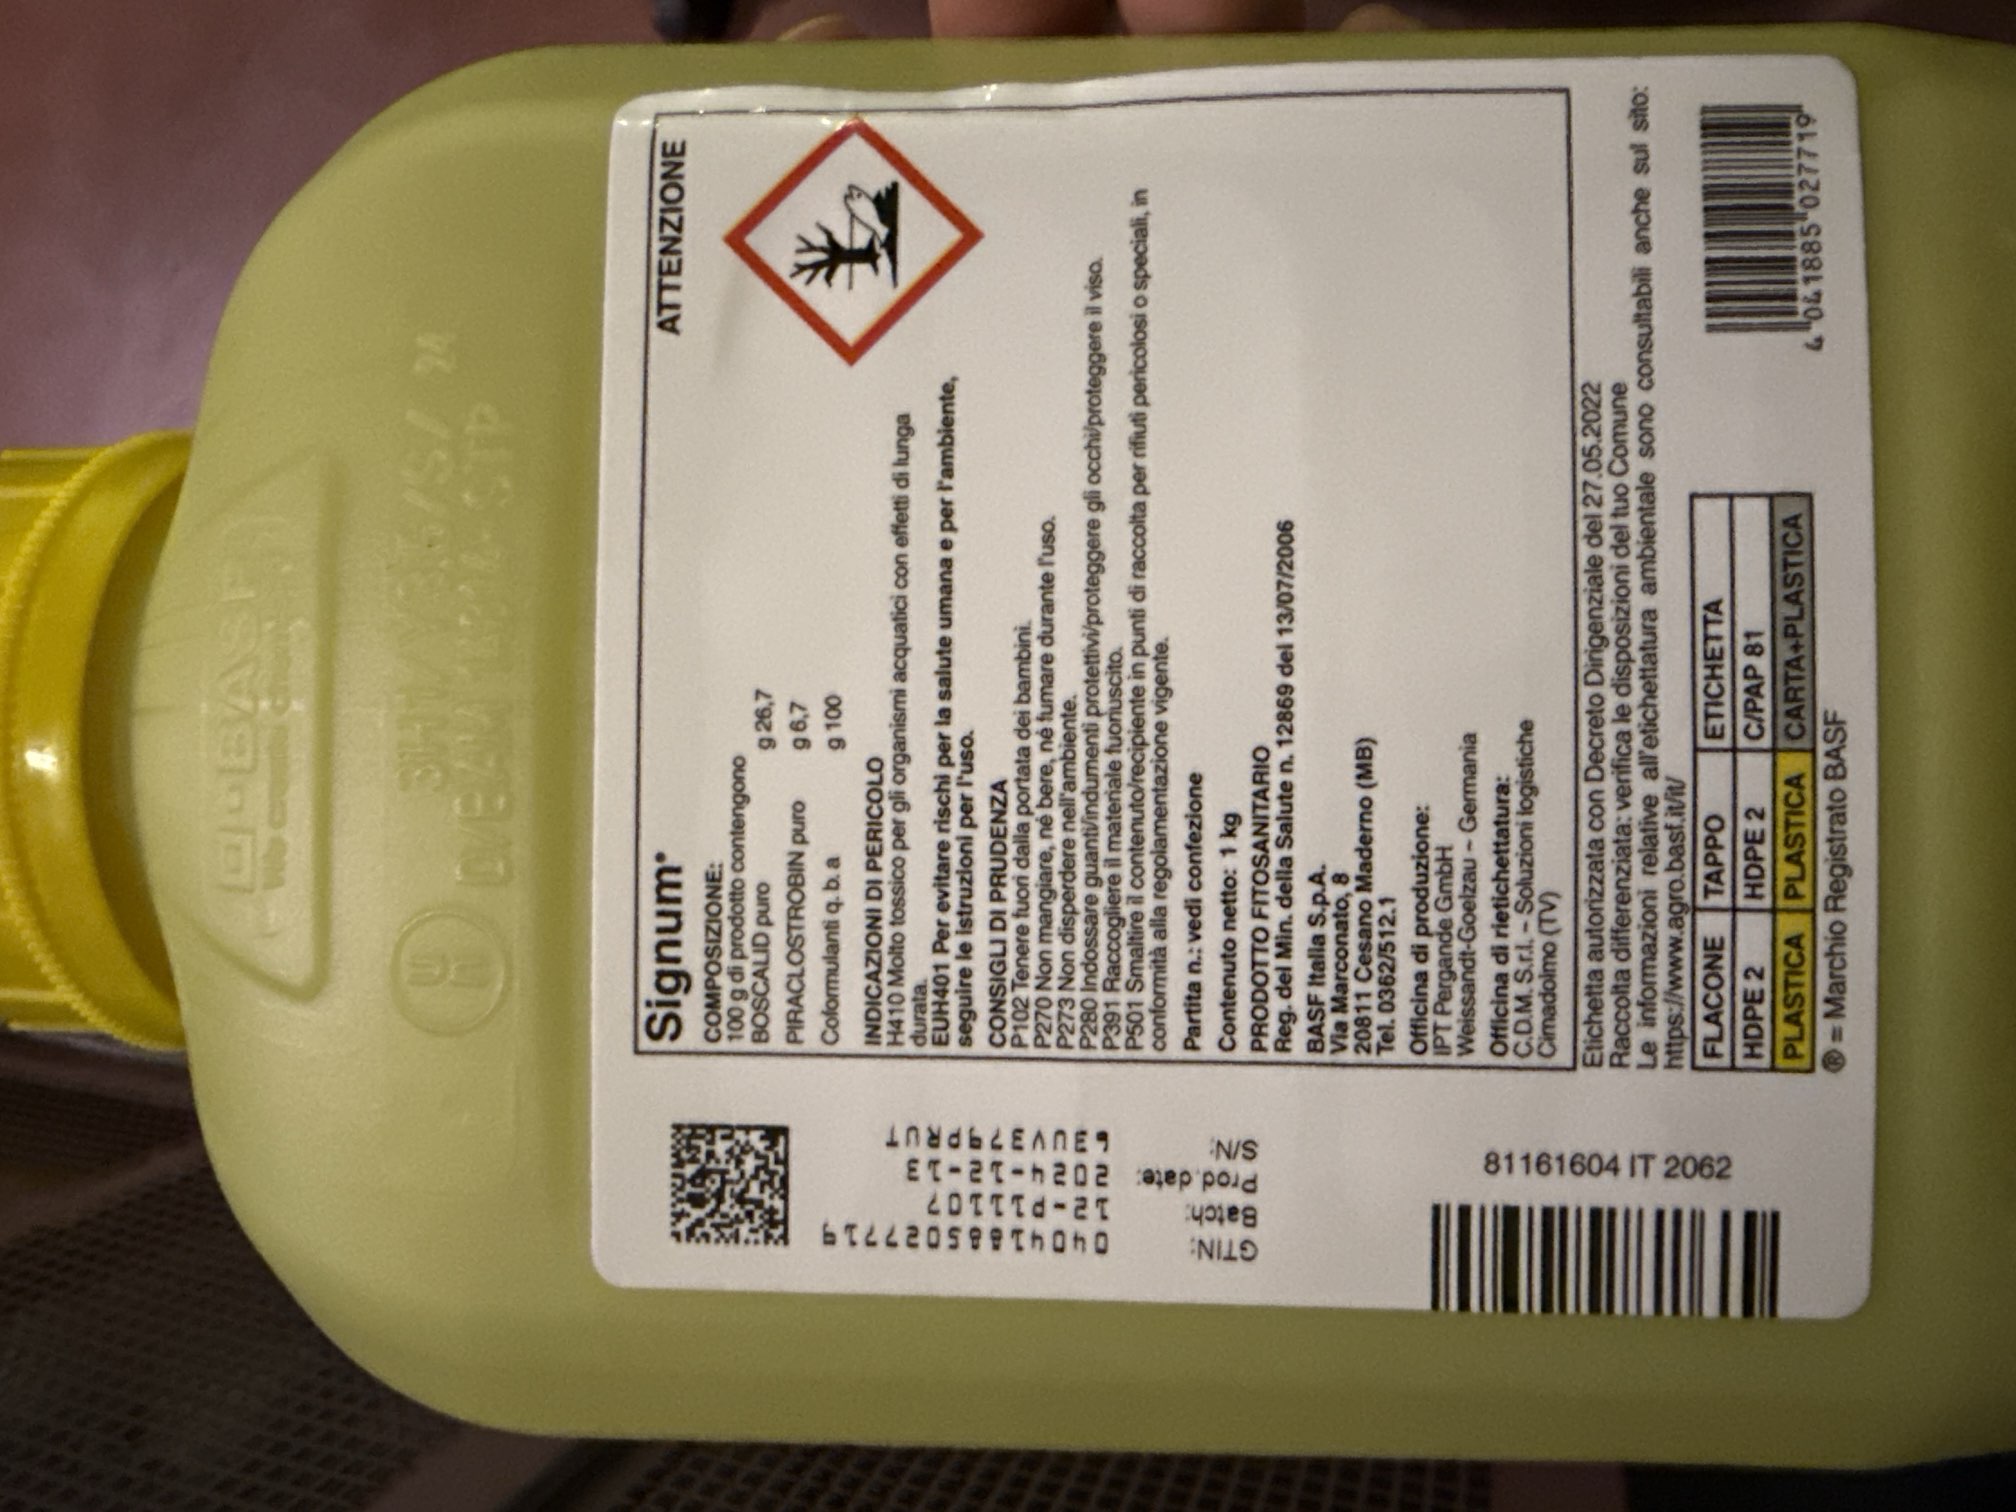 BASF
We create chemistry
24
Signum®
ATTENZIONE
COMPOSIZIONE:
100 g di prodotto contengono
BOSCALID puro g 26,7
PIRACLOSTROBIN puro g 6,7
Coformulanti q. b. a g 100
INDICAZIONI DI PERICOLO
H410 Molto tossico per gli organismi acquatici con effetti di lunga
durata.
EUH401 Per evitare rischi per la salute umana e per l'ambiente,
seguire le istruzioni per l'uso.
CONSIGLI DI PRUDENZA
P102 Tenere fuori dalla portata dei bambini.
P270 Non mangiare, né bere, né fumare durante l'uso.
P273 Non disperdere nell'ambiente.
P280 Indossare guanti/indumenti protettivi/proteggere gli occhi/proteggere il viso.
P391 Raccogliere il materiale fuoriuscito.
P501 Smaltire il contenuto/recipiente in punti di raccolta per rifiuti pericolosi o speciali, in
conformità alla regolamentazione vigente.
Partita n.: vedi confezione
Contenuto netto: 1 kg
PRODOTTO FITOSANITARIO
Reg. del Min. della Salute n. 12869 del 13/07/2006
BASF Italia S.p.A.
Via Marconato, 8
20811 Cesano Maderno (MB)
Tel. 0362/512.1
Officina di produzione:
IPT Pergande GmbH
Weissandt-Goelzau – Germania
Officina di rietichettatura:
C.D.M. S.r.l. – Soluzioni logistiche
Cimadolmo (TV)
Etichetta autorizzata con Decreto Dirigenziale del 27.05.2022
Raccolta differenziata: verifica le disposizioni del tuo Comune
Le informazioni relative all'etichettatura ambientale sono consultabili anche sul sito:
https://www.agro.basf.it/it/
FLACONE TAPPO ETICHETTA
HDPE 2 HDPE 2 C/PAP 81
PLASTICA PLASTICA CARTA+PLASTICA
® = Marchio Registrato BASF
4 041885 027719
GTIN: 04041885027719
Batch: 12-P11107
Prod.date: 2024-12-13
S/N: 63UV379PRUT
81161604 IT 2062